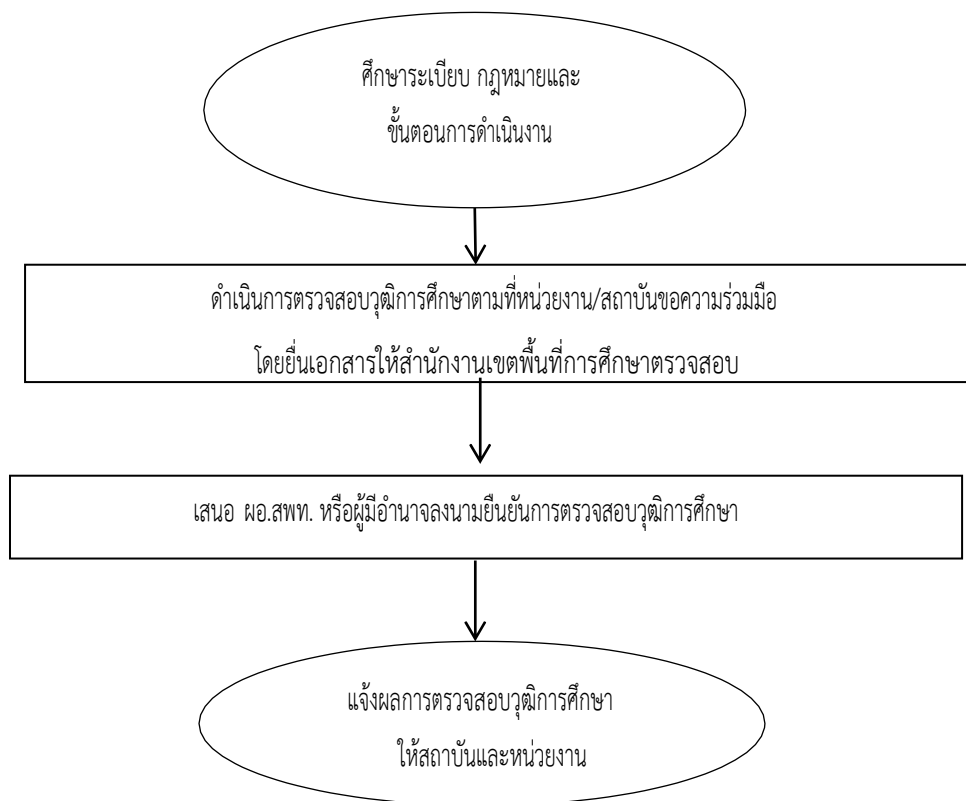 ศึกษาระเบียบ กฎหมายและ
ขั้นตอนการดำเนินงาน
ดำเนินการตรวจสอบวุฒิการศึกษาตามที่หน่วยงาน/สถาบันขอความร่วมมือ
โดยยื่นเอกสารให้สำนักงานเขตพื้นที่การศึกษาตรวจสอบ
เสนอ ผอ.สพท. หรือผู้มีอำนาจลงนามยืนยันการตรวจสอบวุฒิการศึกษา
แจ้งผลการตรวจสอบวุฒิการศึกษา
ให้สถาบันและหน่วยงาน